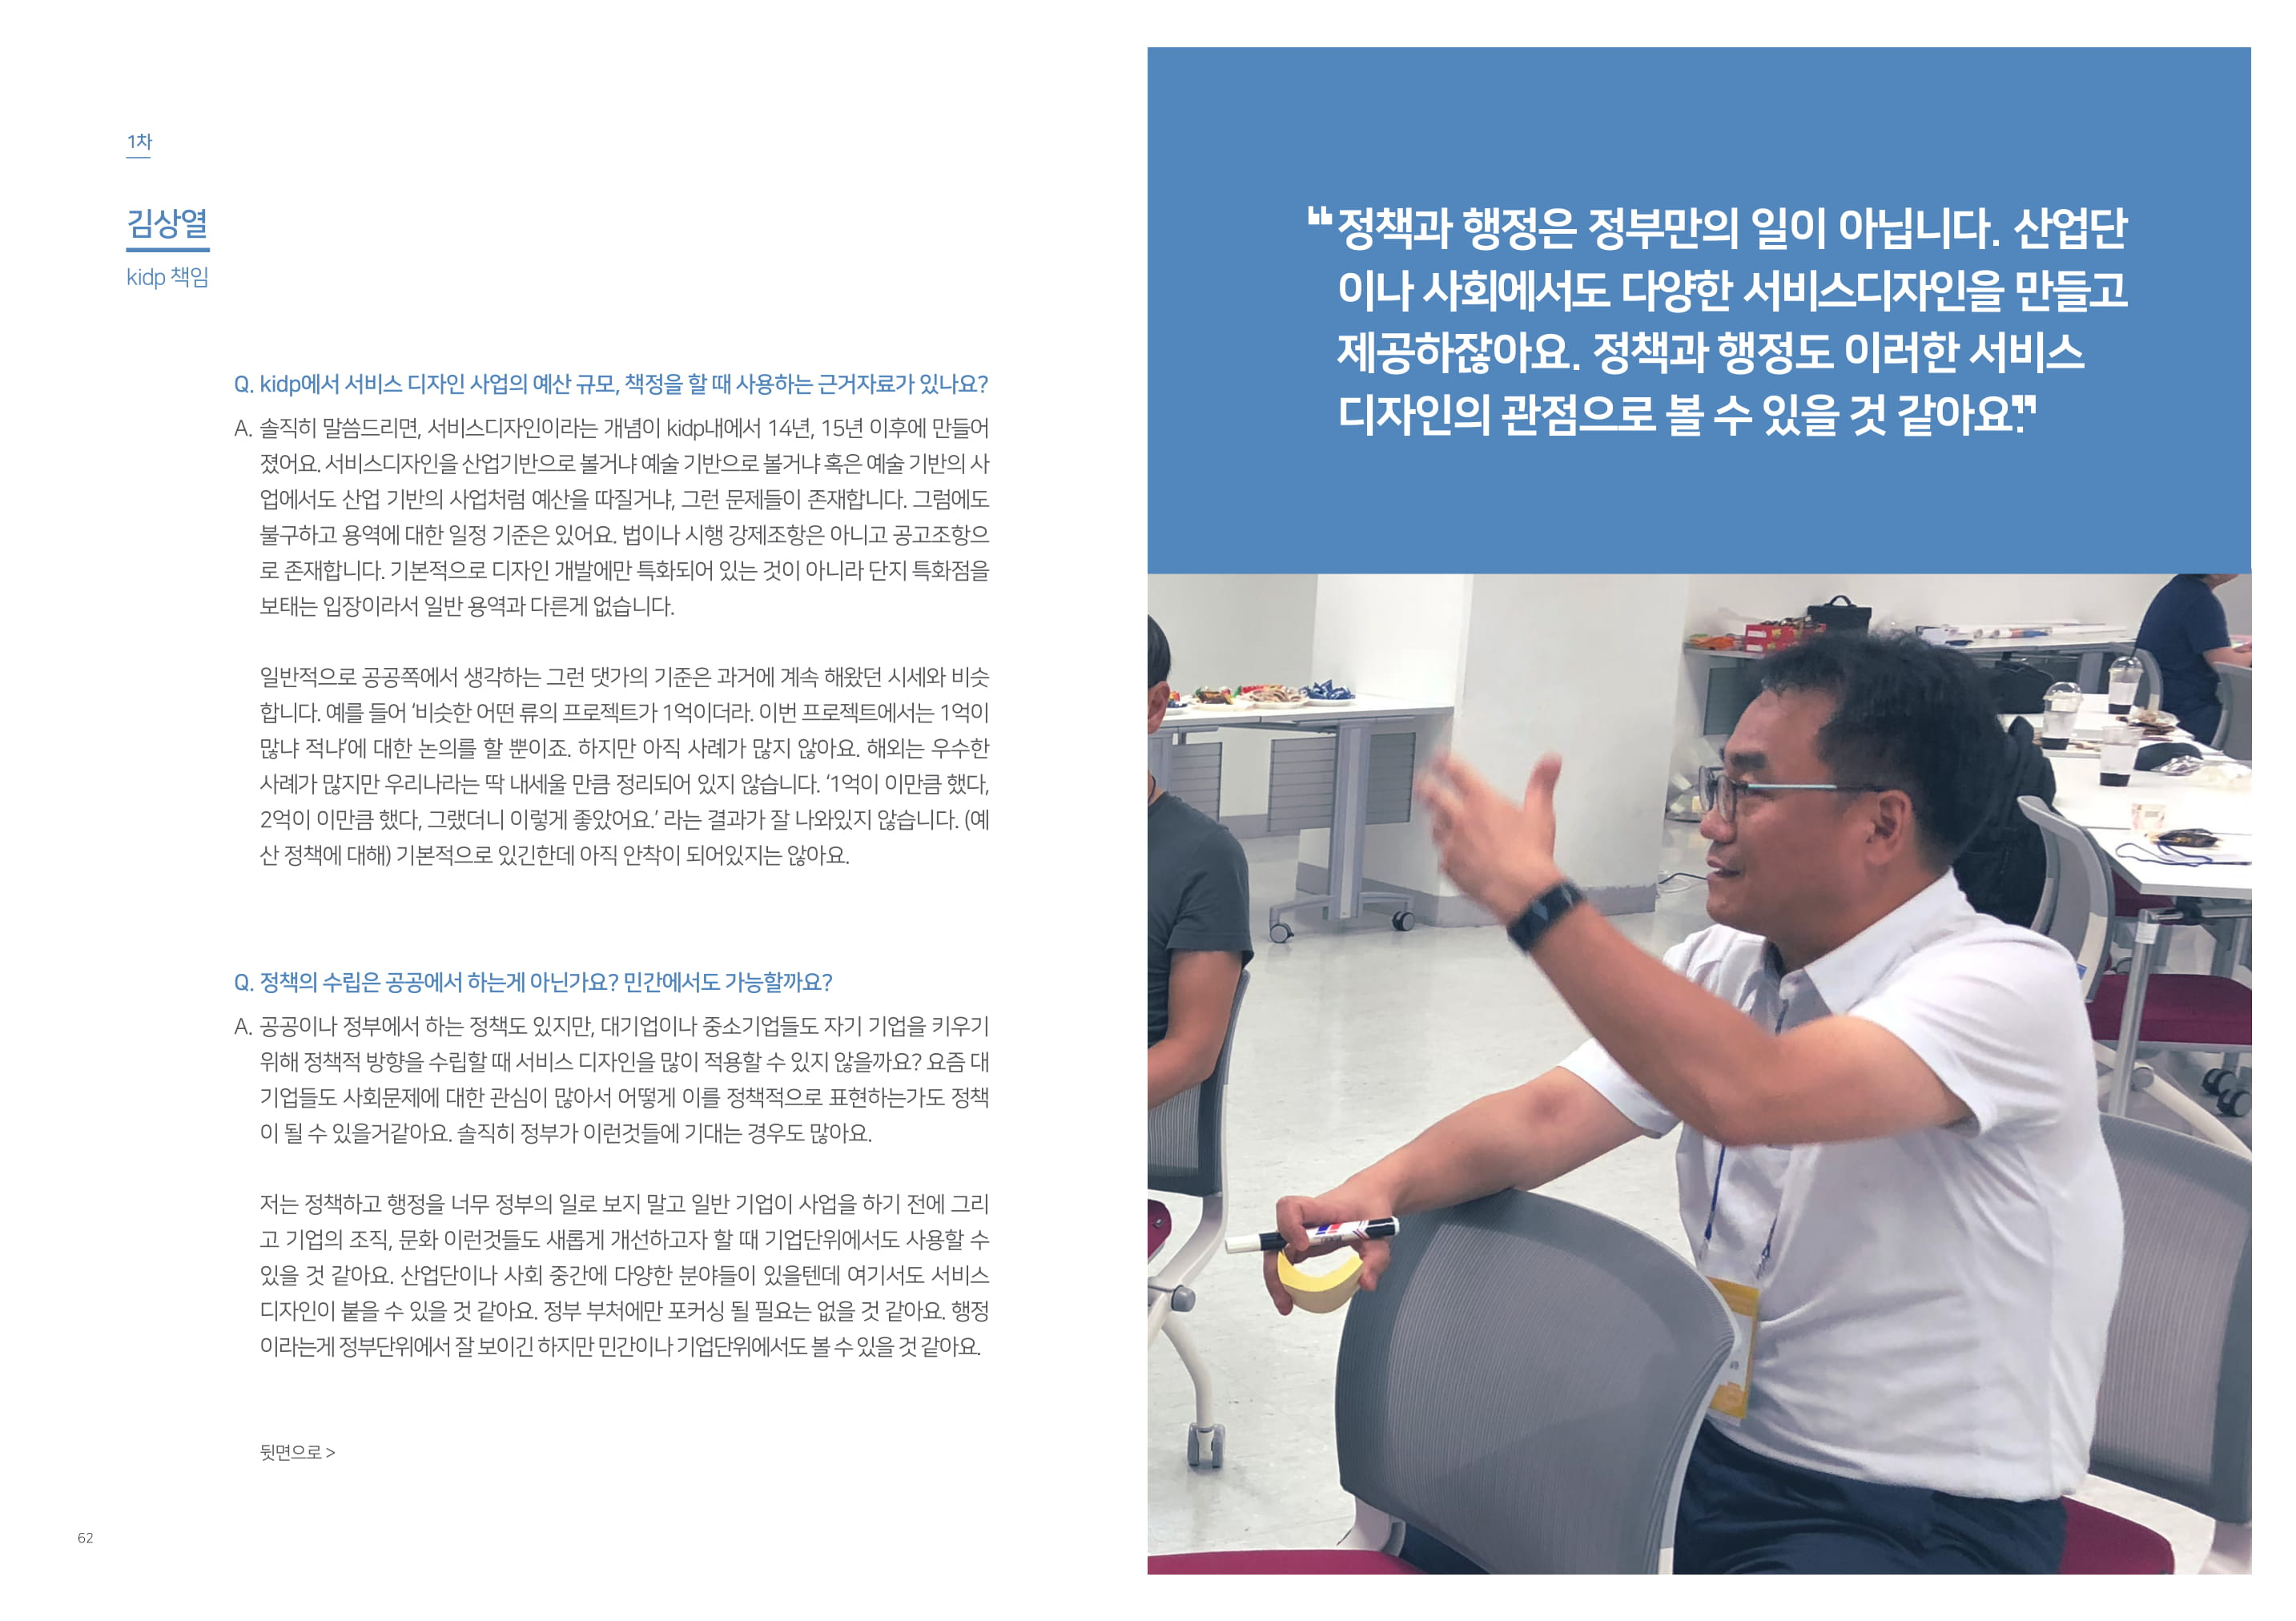 1차
김상열
kidp 책임
Q. kidp에서 서비스 디자인 사업의 예산 규모, 책정을 할 때 사용하는 근거자료가 있나요?
A. 솔직히 말씀드리면, 서비스디자인이라는 개념이 kidp내에서 14년, 15년 이후에 만들어
졌어요. 서비스디자인을 산업기반으로 볼거냐 예술 기반으로 볼거냐 혹은 예술 기반의 사
업에서도 산업 기반의 사업처럼 예산을 따질거냐, 그런 문제들이 존재합니다. 그럼에도
불구하고 용역에 대한 일정 기준은 있어요. 법이나 시행 강제조항은 아니고 공고조항으
로 존재합니다. 기본적으로 디자인 개발에만 특화되어 있는 것이 아니라 단지 특화점을
보태는 입장이라서 일반 용역과 다른게 없습니다.
일반적으로 공공쪽에서 생각하는 그런 댓가의 기준은 과거에 계속 해왔던 시세와 비슷
합니다. 예를 들어 ‘비슷한 어떤 류의 프로젝트가 1억이더라. 이번 프로젝트에서는 1억이
많냐 적냐’에 대한 논의를 할 뿐이죠. 하지만 아직 사례가 많지 않아요. 해외는 우수한
사례가 많지만 우리나라는 딱 내세울 만큼 정리되어 있지 않습니다. ‘1억이 이만큼 했다,
2억이 이만큼 했다, 그랬더니 이렇게 좋았어요.’ 라는 결과가 잘 나와있지 않습니다. (예
산 정책에 대해) 기본적으로 있긴한데 아직 안착이 되어있지는 않아요.
Q. 정책의 수립은 공공에서 하는게 아닌가요? 민간에서도 가능할까요?
A. 공공이나 정부에서 하는 정책도 있지만, 대기업이나 중소기업들도 자기 기업을 키우기
위해 정책적 방향을 수립할 때 서비스 디자인을 많이 적용할 수 있지 않을까요? 요즘 대
기업들도 사회문제에 대한 관심이 많아서 어떻게 이를 정책적으로 표현하는가도 정책
이 될 수 있을거같아요. 솔직히 정부가 이런것들에 기대는 경우도 많아요.
저는 정책하고 행정을 너무 정부의 일로 보지 말고 일반 기업이 사업을 하기 전에 그리
고 기업의 조직, 문화 이런것들도 새롭게 개선하고자 할 때 기업단위에서도 사용할 수
있을 것 같아요. 산업단이나 사회 중간에 다양한 분야들이 있을텐데 여기서도 서비스
디자인이 붙을 수 있을 것 같아요. 정부 부처에만 포커싱 될 필요는 없을 것 같아요. 행정
이라는게 정부단위에서 잘 보이긴 하지만 민간이나 기업단위에서도 볼 수 있을 것 같아요.
뒷면으로 >
62
“정책과 행정은 정부만의 일이 아닙니다. 산업단
이나 사회에서도 다양한 서비스디자인을 만들고
제공하잖아요. 정책과 행정도 이러한 서비스
디자인의 관점으로 볼 수 있을 것 같아요.”